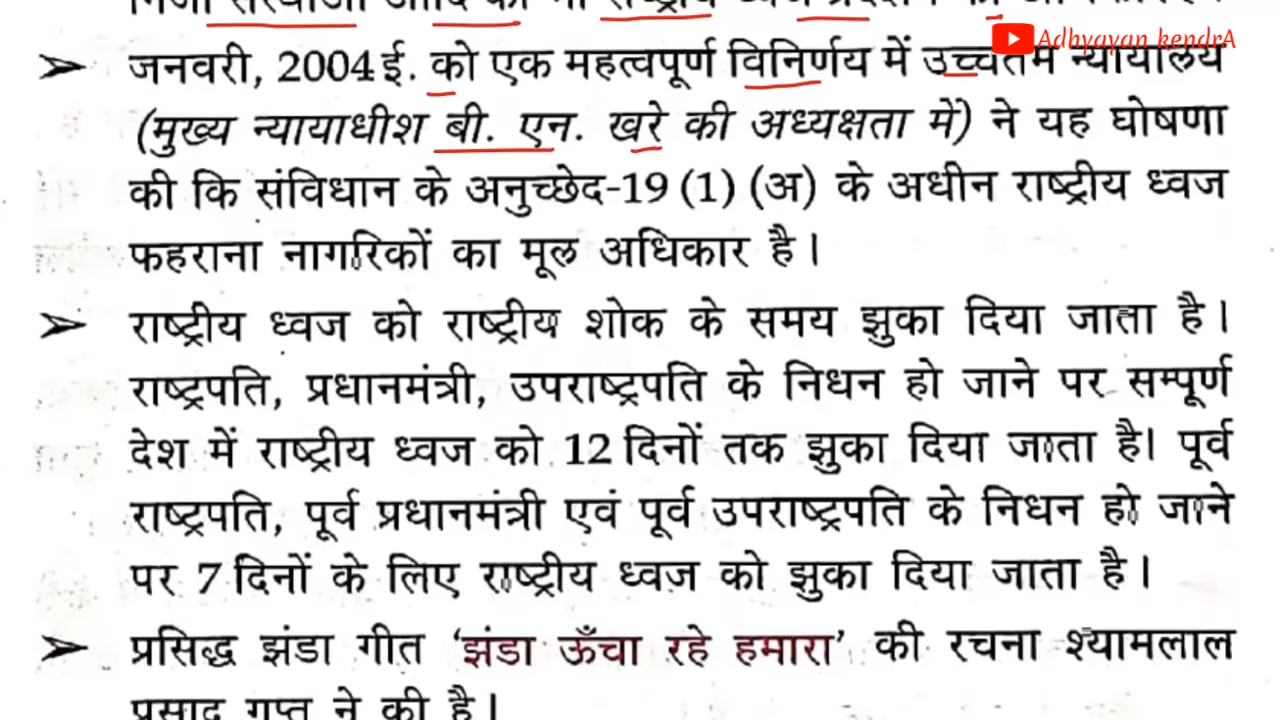 Adhyayan kendrA
जनवरी, 2004 ई. को एक महत्वपूर्ण विनिर्णय में उच्चतम न्यायालय
(मुख्य न्यायाधीश बी. एन. खरे की अध्यक्षता में) ने यह घोषणा
की कि संविधान के अनुच्छेद-19 (1) (अ) के अधीन राष्ट्रीय ध्वज
फहराना नागरिकों का मूल अधिकार है।
➢ राष्ट्रीय ध्वज को राष्ट्रीय शोक के समय झुका दिया जाता है।
राष्ट्रपति, प्रधानमंत्री, उपराष्ट्रपति के निधन हो जाने पर सम्पूर्ण
देश में राष्ट्रीय ध्वज को 12 दिनों तक झुका दिया जाता है। पूर्व
राष्ट्रपति, पूर्व प्रधानमंत्री एवं पूर्व उपराष्ट्रपति के निधन हो जाने
पर 7 दिनों के लिए राष्ट्रीय ध्वज को झुका दिया जाता है।
➢ प्रसिद्ध झंडा गीत ‘झंडा ऊँचा रहे हमारा’ की रचना श्यामलाल
प्रसाद गुप्त ने की है।